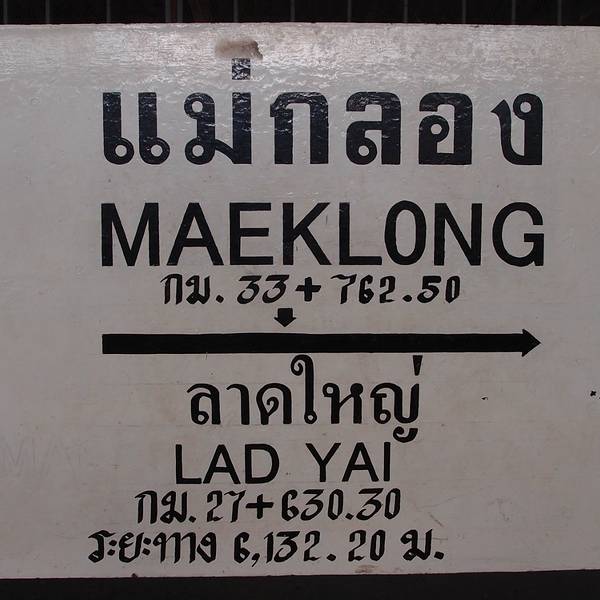 แม่กลอง
MAEKLONG
กม. 33+762.50
ลาดใหญ่
LAD YAI
กม. 27+630.30
ระยะทาง 6,132.20 ม.